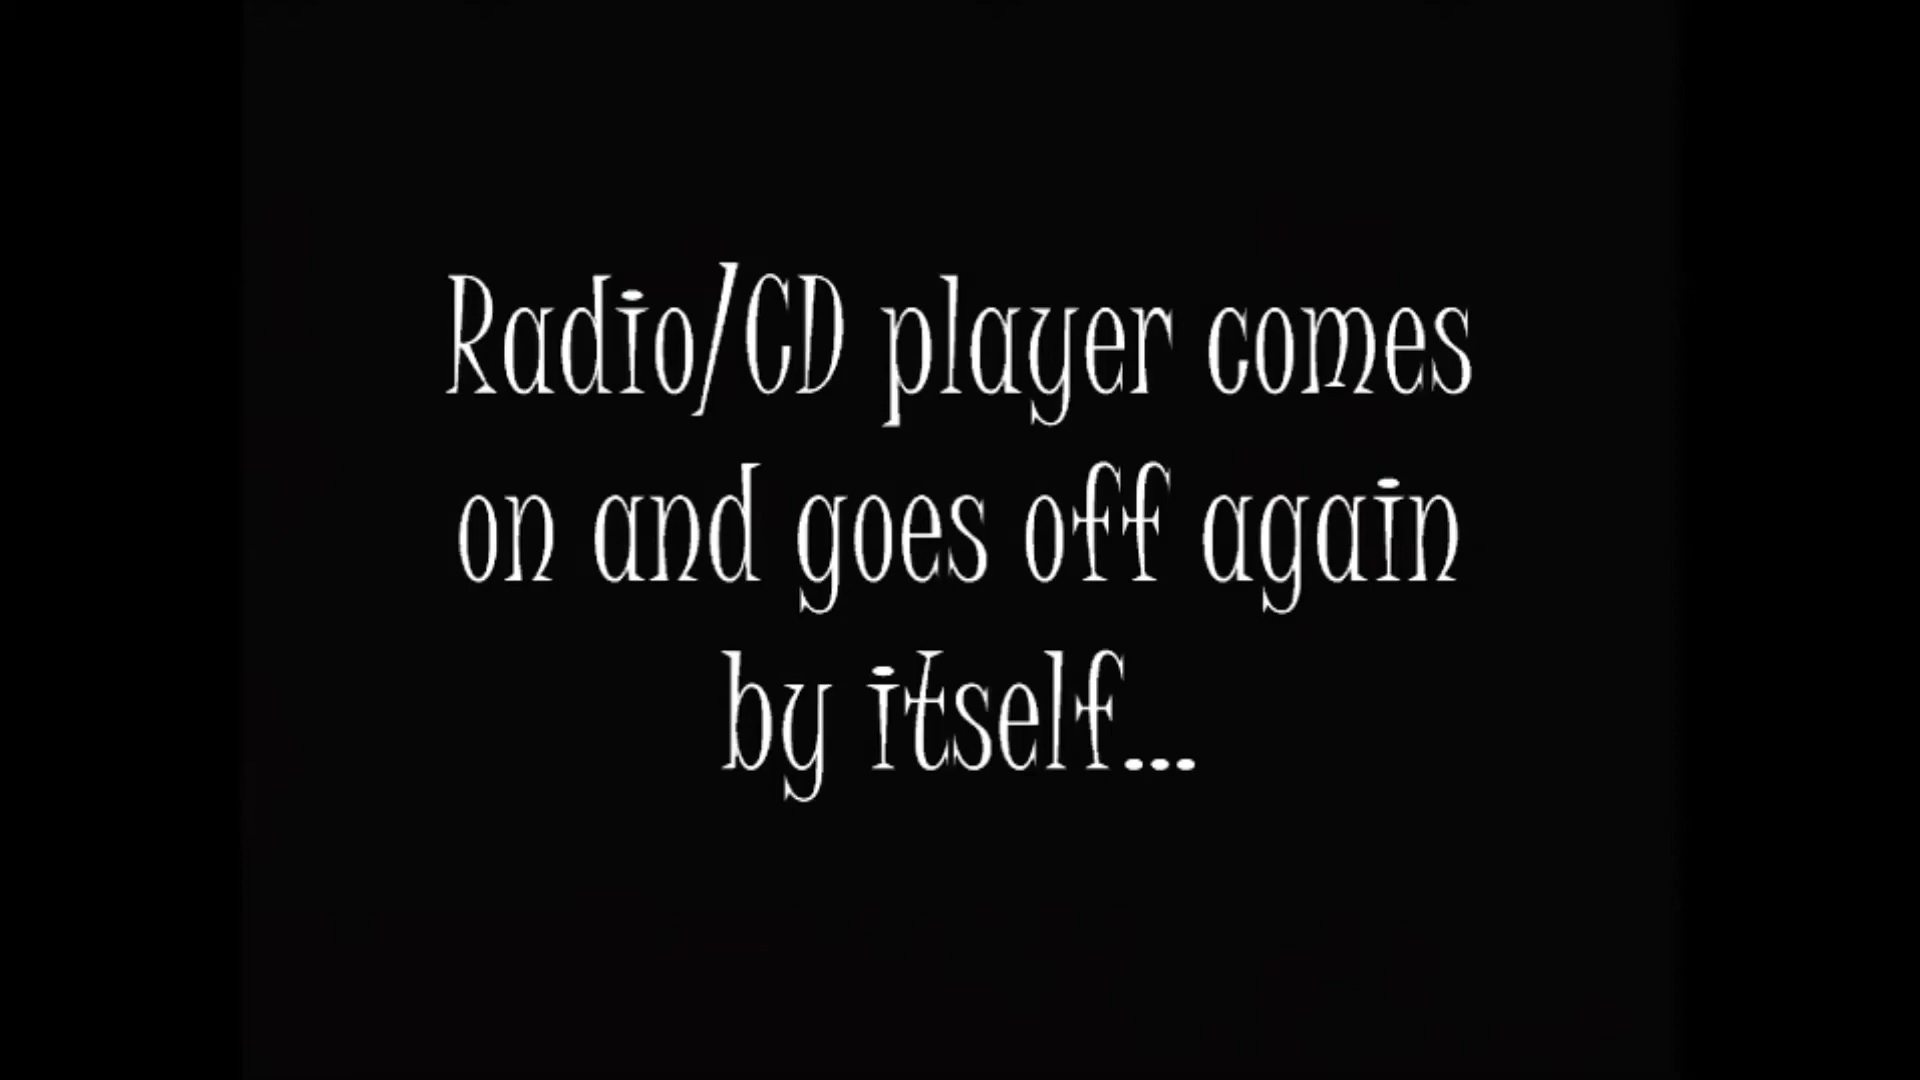 Radio/CD player comes
on and goes off again
by itself...